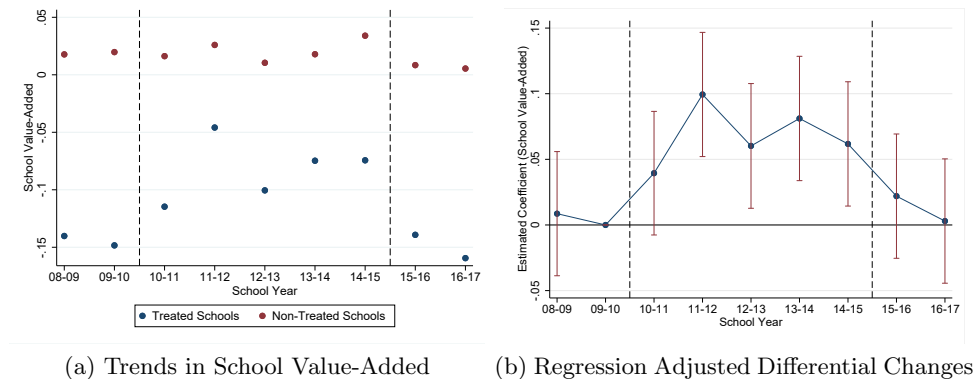 .05
0
-.05
-.1
-.15
School Value-Added
08-09 09-10 10-11 11-12 12-13 13-14 14-15 15-16 16-17
School Year
Treated Schools Non-Treated Schools
(a) Trends in School Value-Added
.15
.1
.05
0
-.05
Estimated Coefficient (School Value-Added)
08-09 09-10 10-11 11-12 12-13 13-14 14-15 15-16 16-17
School Year
(b) Regression Adjusted Differential Changes